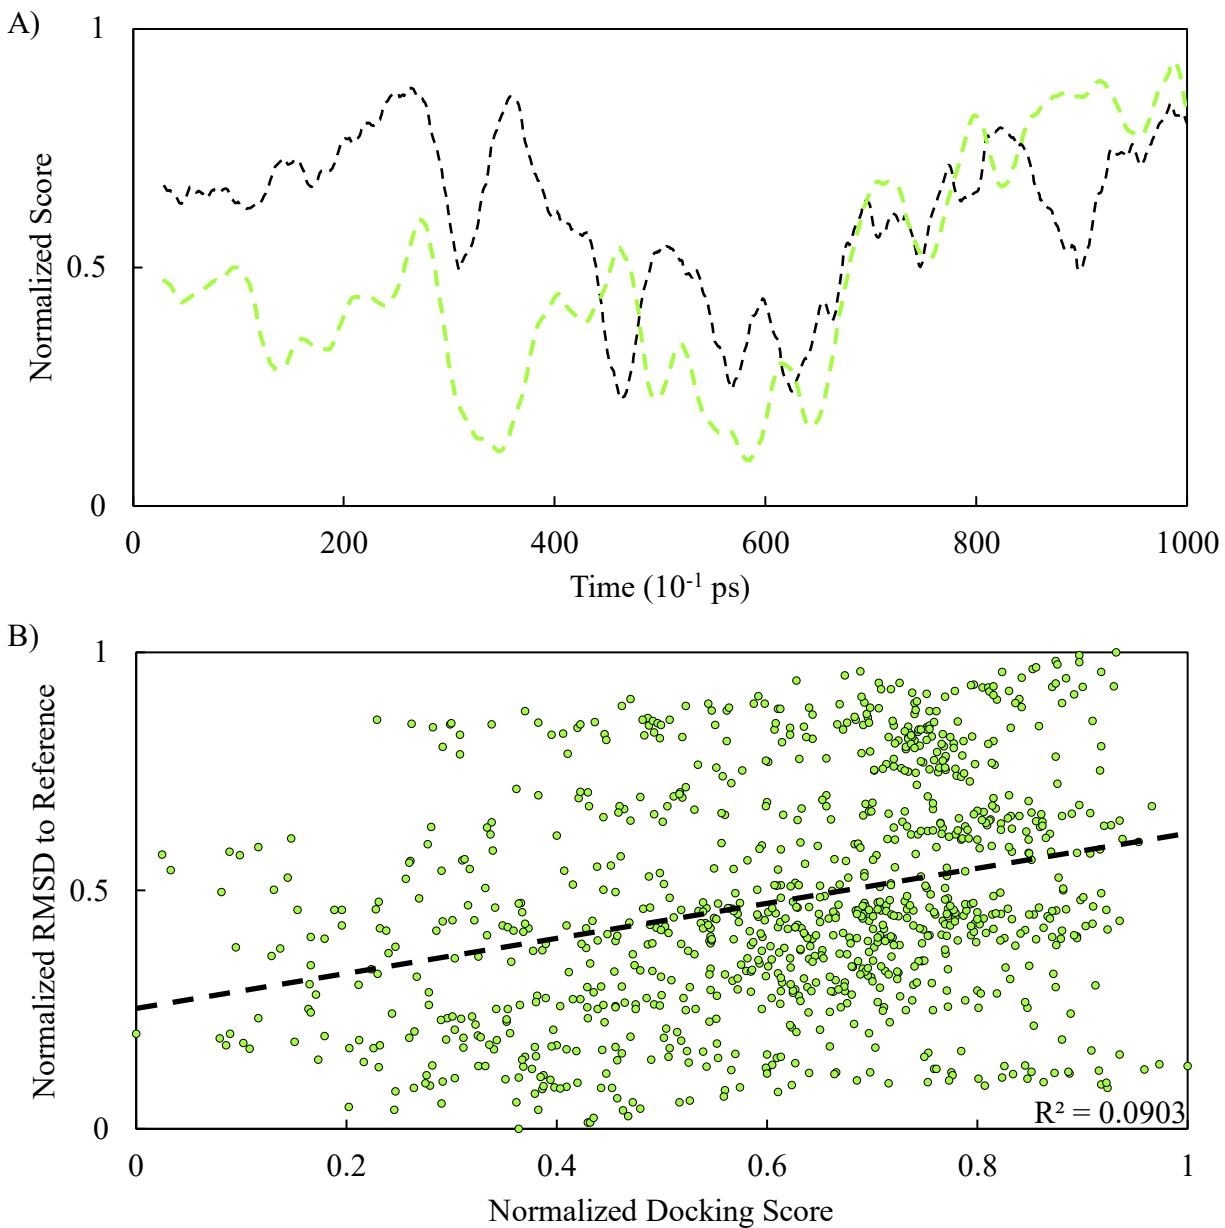 A)
1
Normalized Score
0.5
0
0 200 400 600 800 1000
Time (10⁻¹ ps)
B)
1
Normalized RMSD to Reference
0.5
R² = 0.0903
0
0 0.2 0.4 0.6 0.8 1
Normalized Docking Score